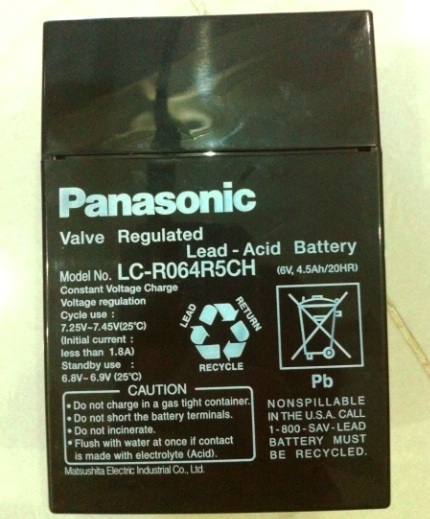 Panasonic
Valve Regulated
Lead-Acid Battery
Model No. LC-R064R5CH (6V, 4.5Ah/20HR)
Constant Voltage Charge
Voltage regulation
Cycle use :
7.25V~7.45V(25°C)
(Initial current :
less than 1.8A)
Standby use :
6.8V~6.9V (25°C)
LEAD
RETURN
RECYCLE
Pb
CAUTION
• Do not charge in a gas tight container.
• Do not short the battery terminals.
• Do not incinerate.
• Flush with water at once if contact
is made with electrolyte (Acid).
NONSPILLABLE
IN THE U.S.A. CALL
1-800-SAV-LEAD
BATTERY MUST
BE RECYCLED.
Matsushita Electric Industrial Co., Ltd.